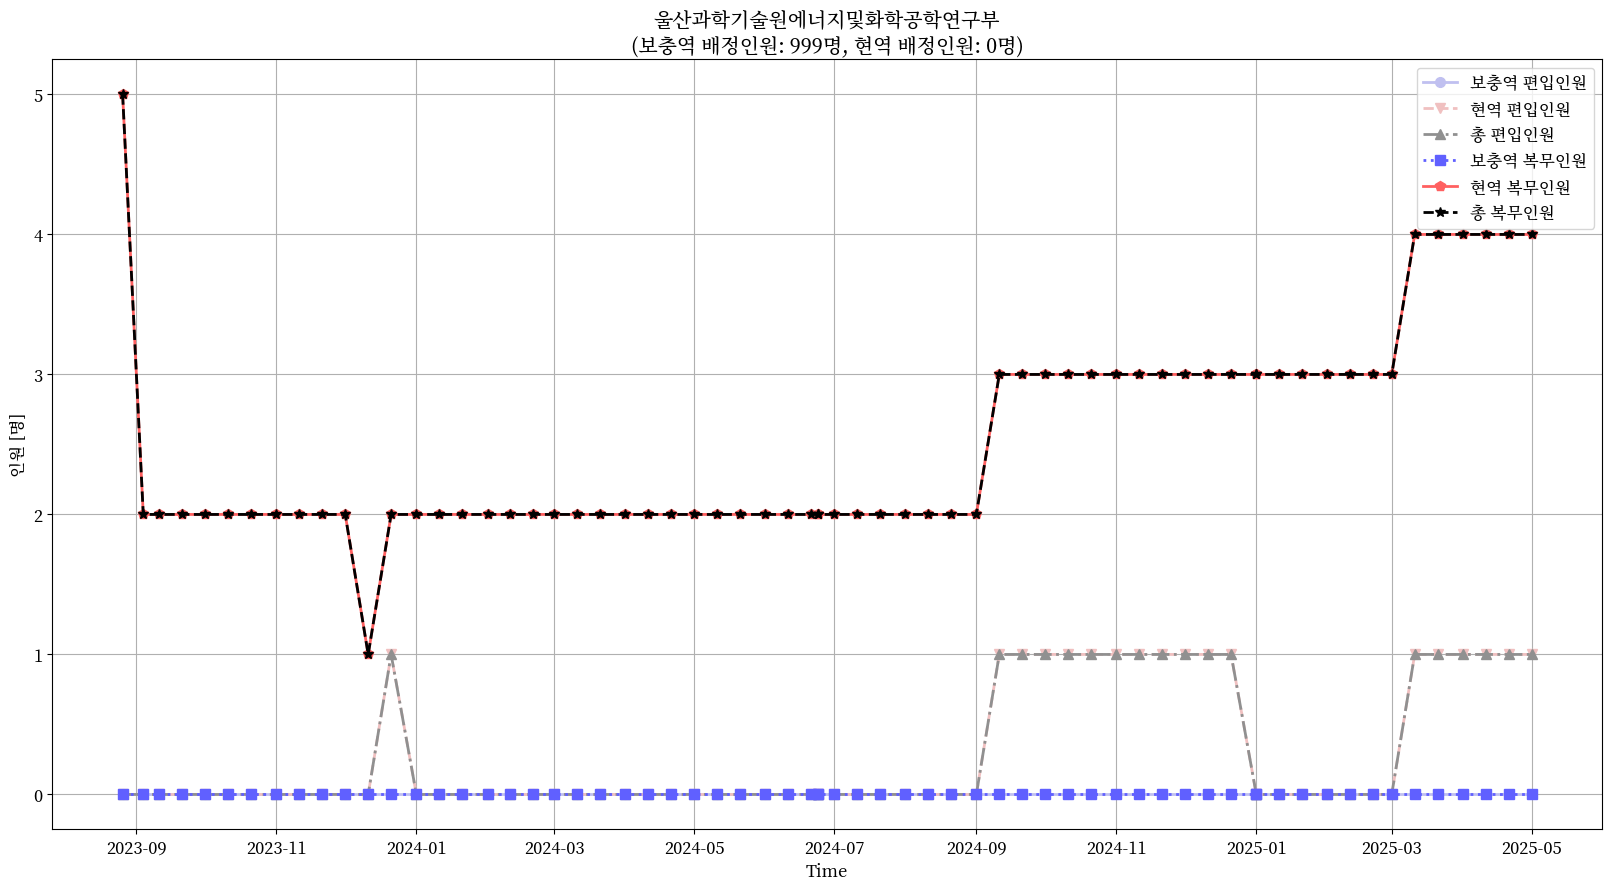 울산과학기술원에너지및화학공학연구부
(보충역 배정인원: 999명, 현역 배정인원: 0명)
보충역 편입인원
현역 편입인원
총 편입인원
보충역 복무인원
현역 복무인원
총 복무인원
인원 [명]
5
4
3
2
1
0
2023-09
2023-11
2024-01
2024-03
2024-05
2024-07
2024-09
2024-11
2025-01
2025-03
2025-05
Time